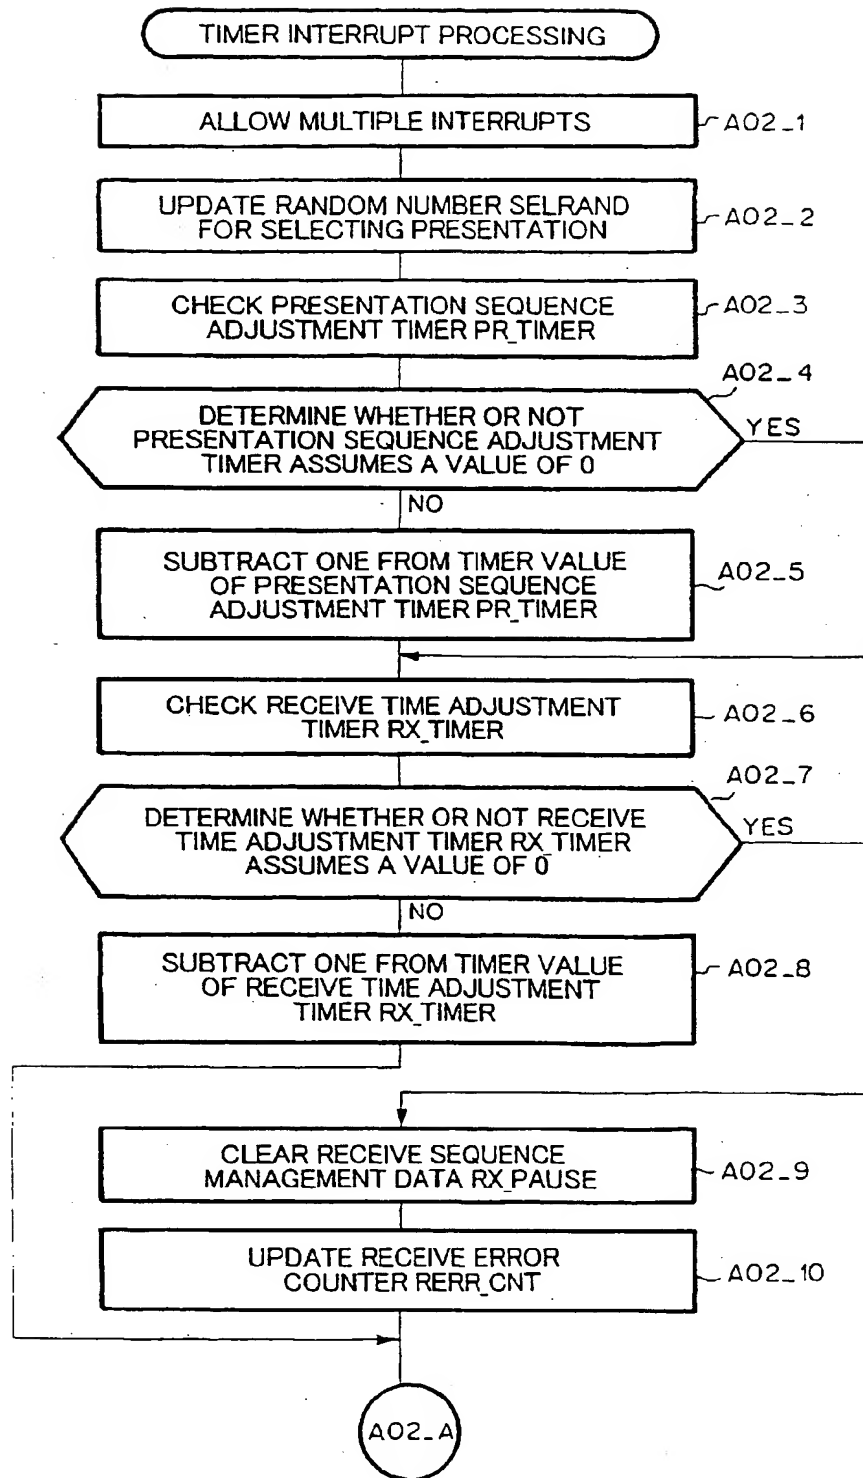 TIMER INTERRUPT PROCESSING
ALLOW MULTIPLE INTERRUPTS
A02_1
UPDATE RANDOM NUMBER SELRAND
FOR SELECTING PRESENTATION
A02_2
CHECK PRESENTATION SEQUENCE
ADJUSTMENT TIMER PR_TIMER
A02_3
A02_4
DETERMINE WHETHER OR NOT
PRESENTATION SEQUENCE ADJUSTMENT
TIMER ASSUMES A VALUE OF 0
YES
NO
SUBTRACT ONE FROM TIMER VALUE
OF PRESENTATION SEQUENCE
ADJUSTMENT TIMER PR_TIMER
A02_5
CHECK RECEIVE TIME ADJUSTMENT
TIMER RX_TIMER
A02_6
A02_7
DETERMINE WHETHER OR NOT RECEIVE
TIME ADJUSTMENT TIMER RX_TIMER
ASSUMES A VALUE OF 0
YES
NO
SUBTRACT ONE FROM TIMER VALUE
OF RECEIVE TIME ADJUSTMENT
TIMER RX_TIMER
A02_8
CLEAR RECEIVE SEQUENCE
MANAGEMENT DATA RX_PAUSE
A02_9
UPDATE RECEIVE ERROR
COUNTER RERR_CNT
A02_10
A02_A